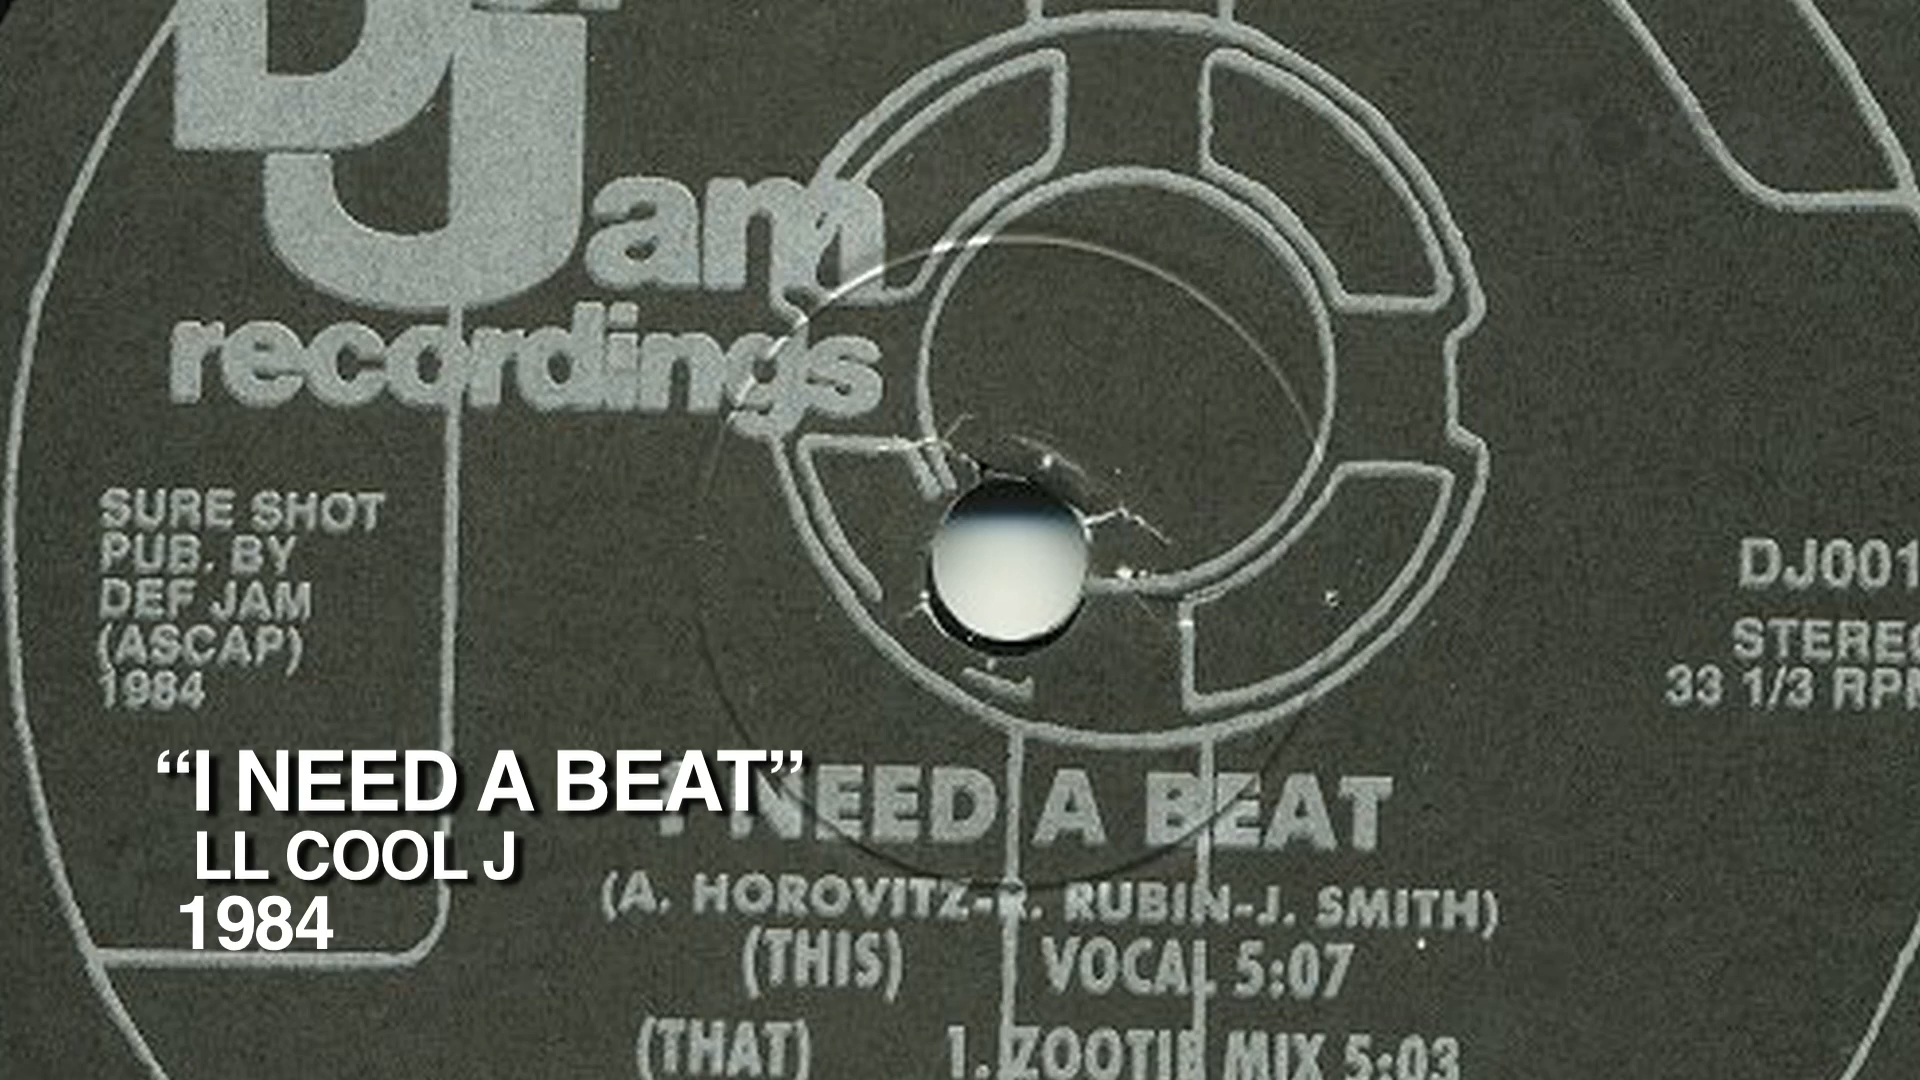 Def
Jam
recordings
SURE SHOT
PUB. BY
DEF JAM
(ASCAP)
1984
DJ001
STEREO
33 1/3 RPM
“I NEED A BEAT”
LL COOL J
1984
I NEED A BEAT
(A. HOROVITZ-R. RUBIN-J. SMITH)
(THIS) VOCAL 5:07
(THAT) 1. ZOOTIE MIX 5:03